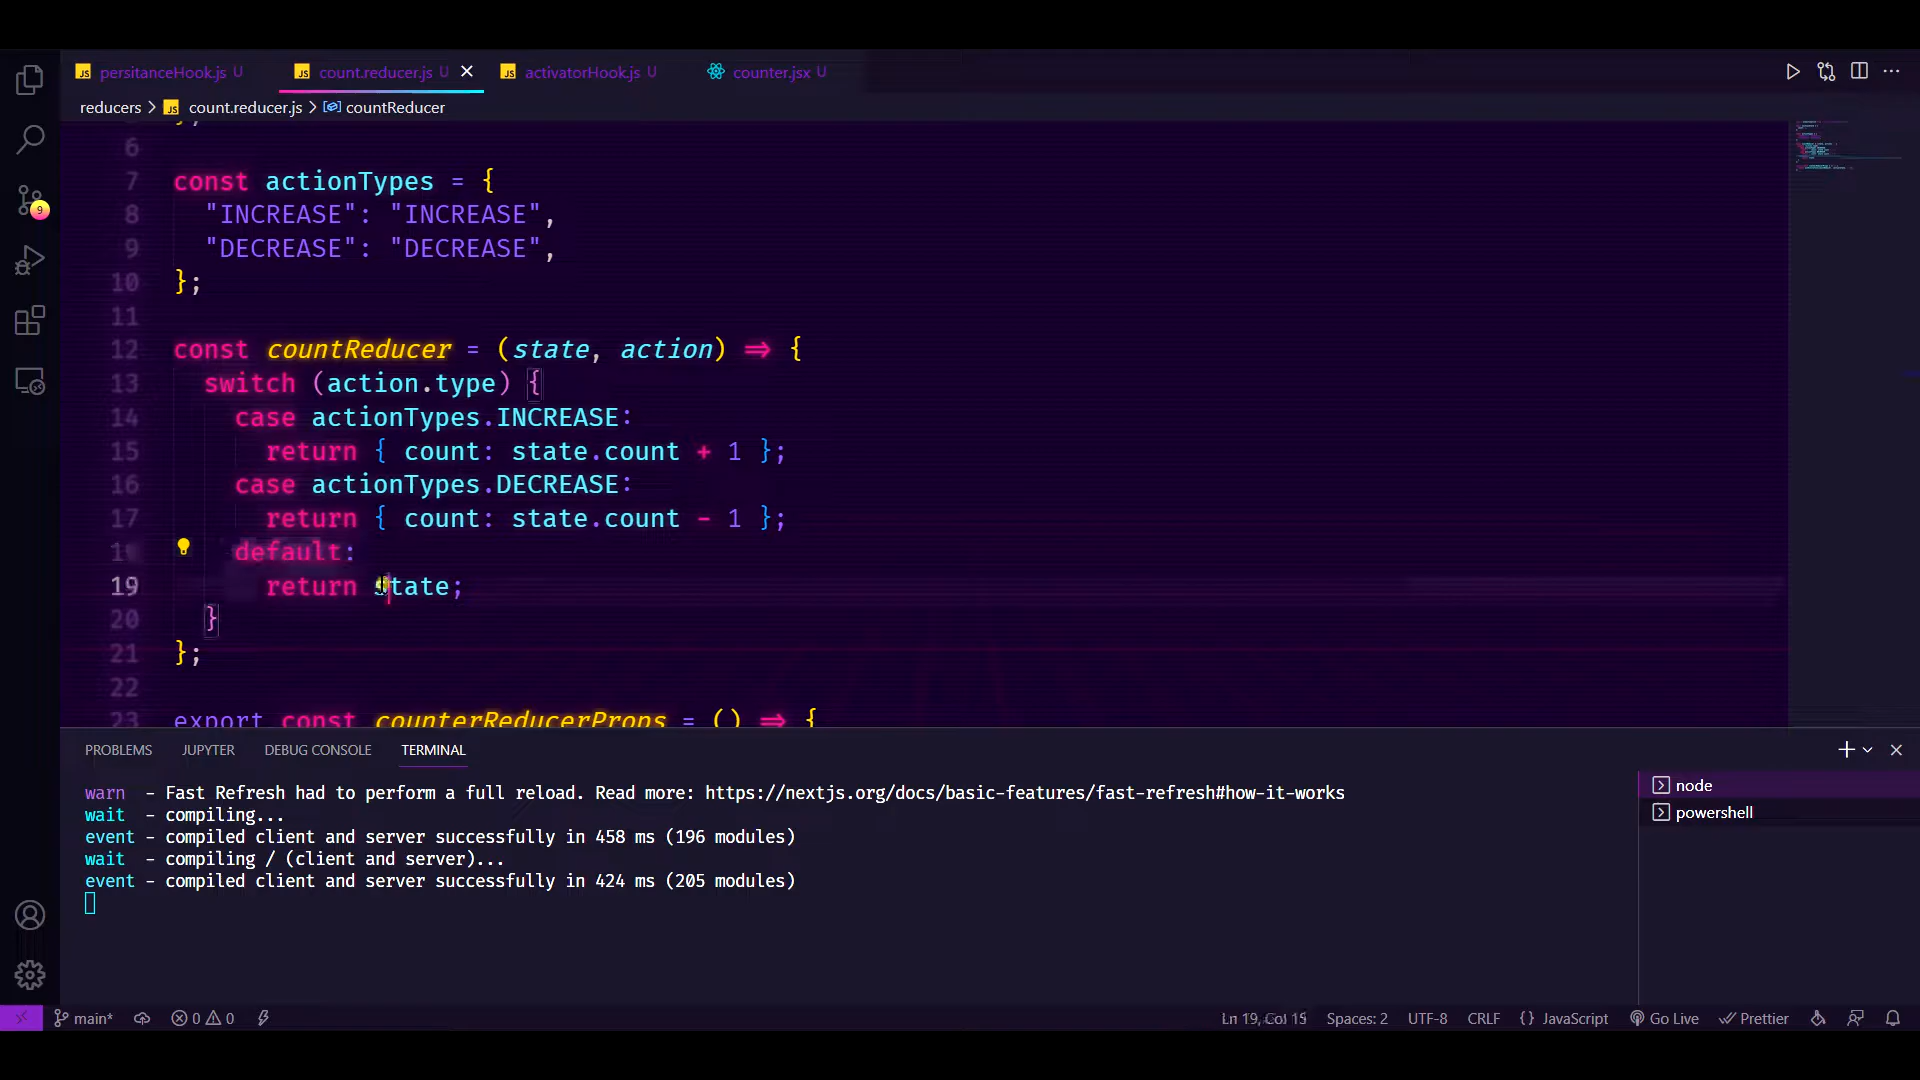 persitanceHook.js U
count.reducer.js U
activatorHook.js U
counter.jsx U
reducers > count.reducer.js > countReducer
6
7 const actionTypes = {
8 "INCREASE": "INCREASE",
9 "DECREASE": "DECREASE",
10 };
11
12 const countReducer = (state, action) => {
13 switch (action.type) {
14 case actionTypes.INCREASE:
15 return { count: state.count + 1 };
16 case actionTypes.DECREASE:
17 return { count: state.count - 1 };
default:
19 return state;
20 }
21 };
22
23 export const counterReducerProps = () => {
9
PROBLEMS JUPYTER DEBUG CONSOLE TERMINAL
warn - Fast Refresh had to perform a full reload. Read more: https://nextjs.org/docs/basic-features/fast-refresh#how-it-works
wait - compiling...
event - compiled client and server successfully in 458 ms (196 modules)
wait - compiling / (client and server)...
event - compiled client and server successfully in 424 ms (205 modules)
node
powershell
main* 0 0 Ln 19, Col 15 Spaces: 2 UTF-8 CRLF {} JavaScript Go Live Prettier